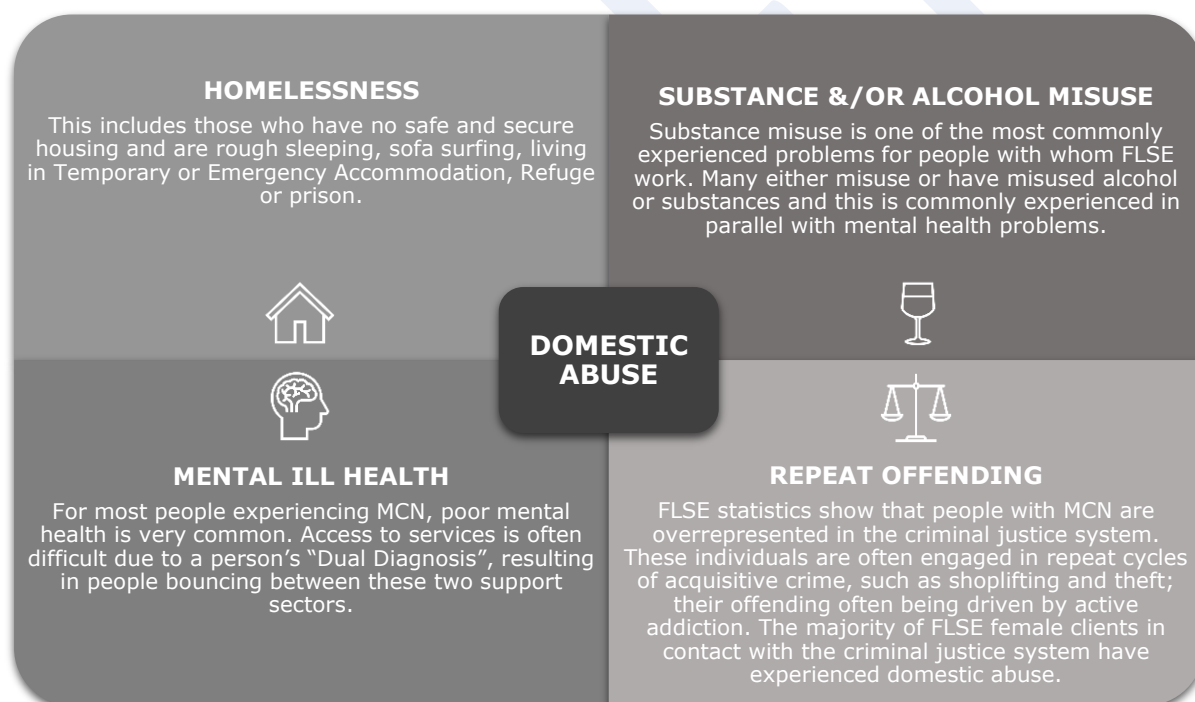 HOMELESSNESS
This includes those who have no safe and secure
housing and are rough sleeping, sofa surfing, living
in Temporary or Emergency Accommodation, Refuge
or prison.
SUBSTANCE &/OR ALCOHOL MISUSE
Substance misuse is one of the most commonly
experienced problems for people with whom FLSE
work. Many either misuse or have misused alcohol
or substances and this is commonly experienced in
parallel with mental health problems.
DOMESTIC
ABUSE
MENTAL ILL HEALTH
For most people experiencing MCN, poor mental
health is very common. Access to services is often
difficult due to a person’s “Dual Diagnosis”, resulting
in people bouncing between these two support
sectors.
REPEAT OFFENDING
FLSE statistics show that people with MCN are
overrepresented in the criminal justice system.
These individuals are often engaged in repeat cycles
of acquisitive crime, such as shoplifting and theft;
their offending often being driven by active
addiction. The majority of FLSE female clients in
contact with the criminal justice system have
experienced domestic abuse.